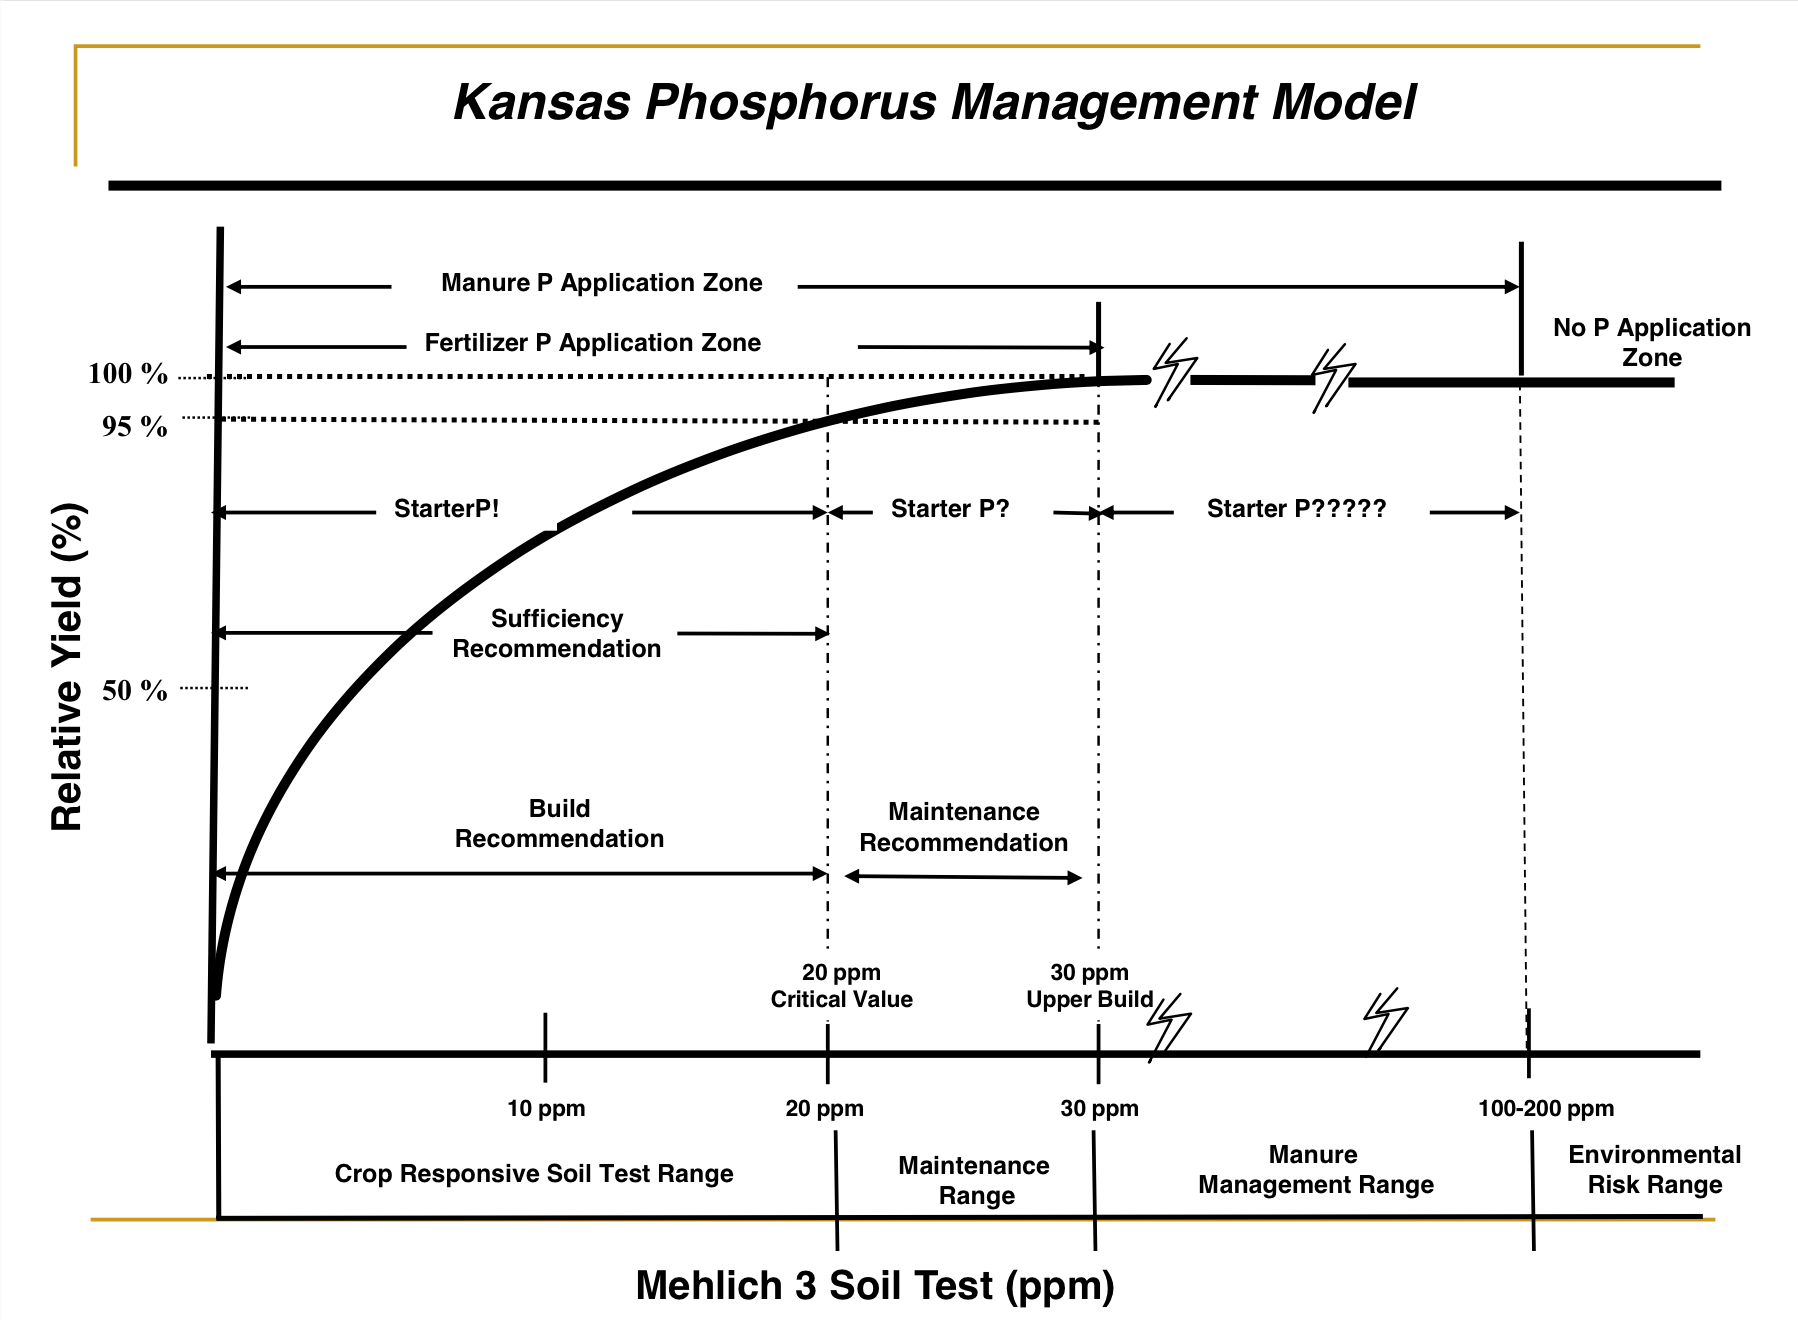 Kansas Phosphorus Management Model
Manure P Application Zone
No P Application
Zone
Fertilizer P Application Zone
100 %
95 %
StarterP!
Starter P?
Starter P?????
Sufficiency
Recommendation
50 %
Relative Yield (%)
Build
Recommendation
Maintenance
Recommendation
20 ppm
Critical Value
30 ppm
Upper Build
10 ppm
20 ppm
30 ppm
100-200 ppm
Crop Responsive Soil Test Range
Maintenance
Range
Manure
Management Range
Environmental
Risk Range
Mehlich 3 Soil Test (ppm)